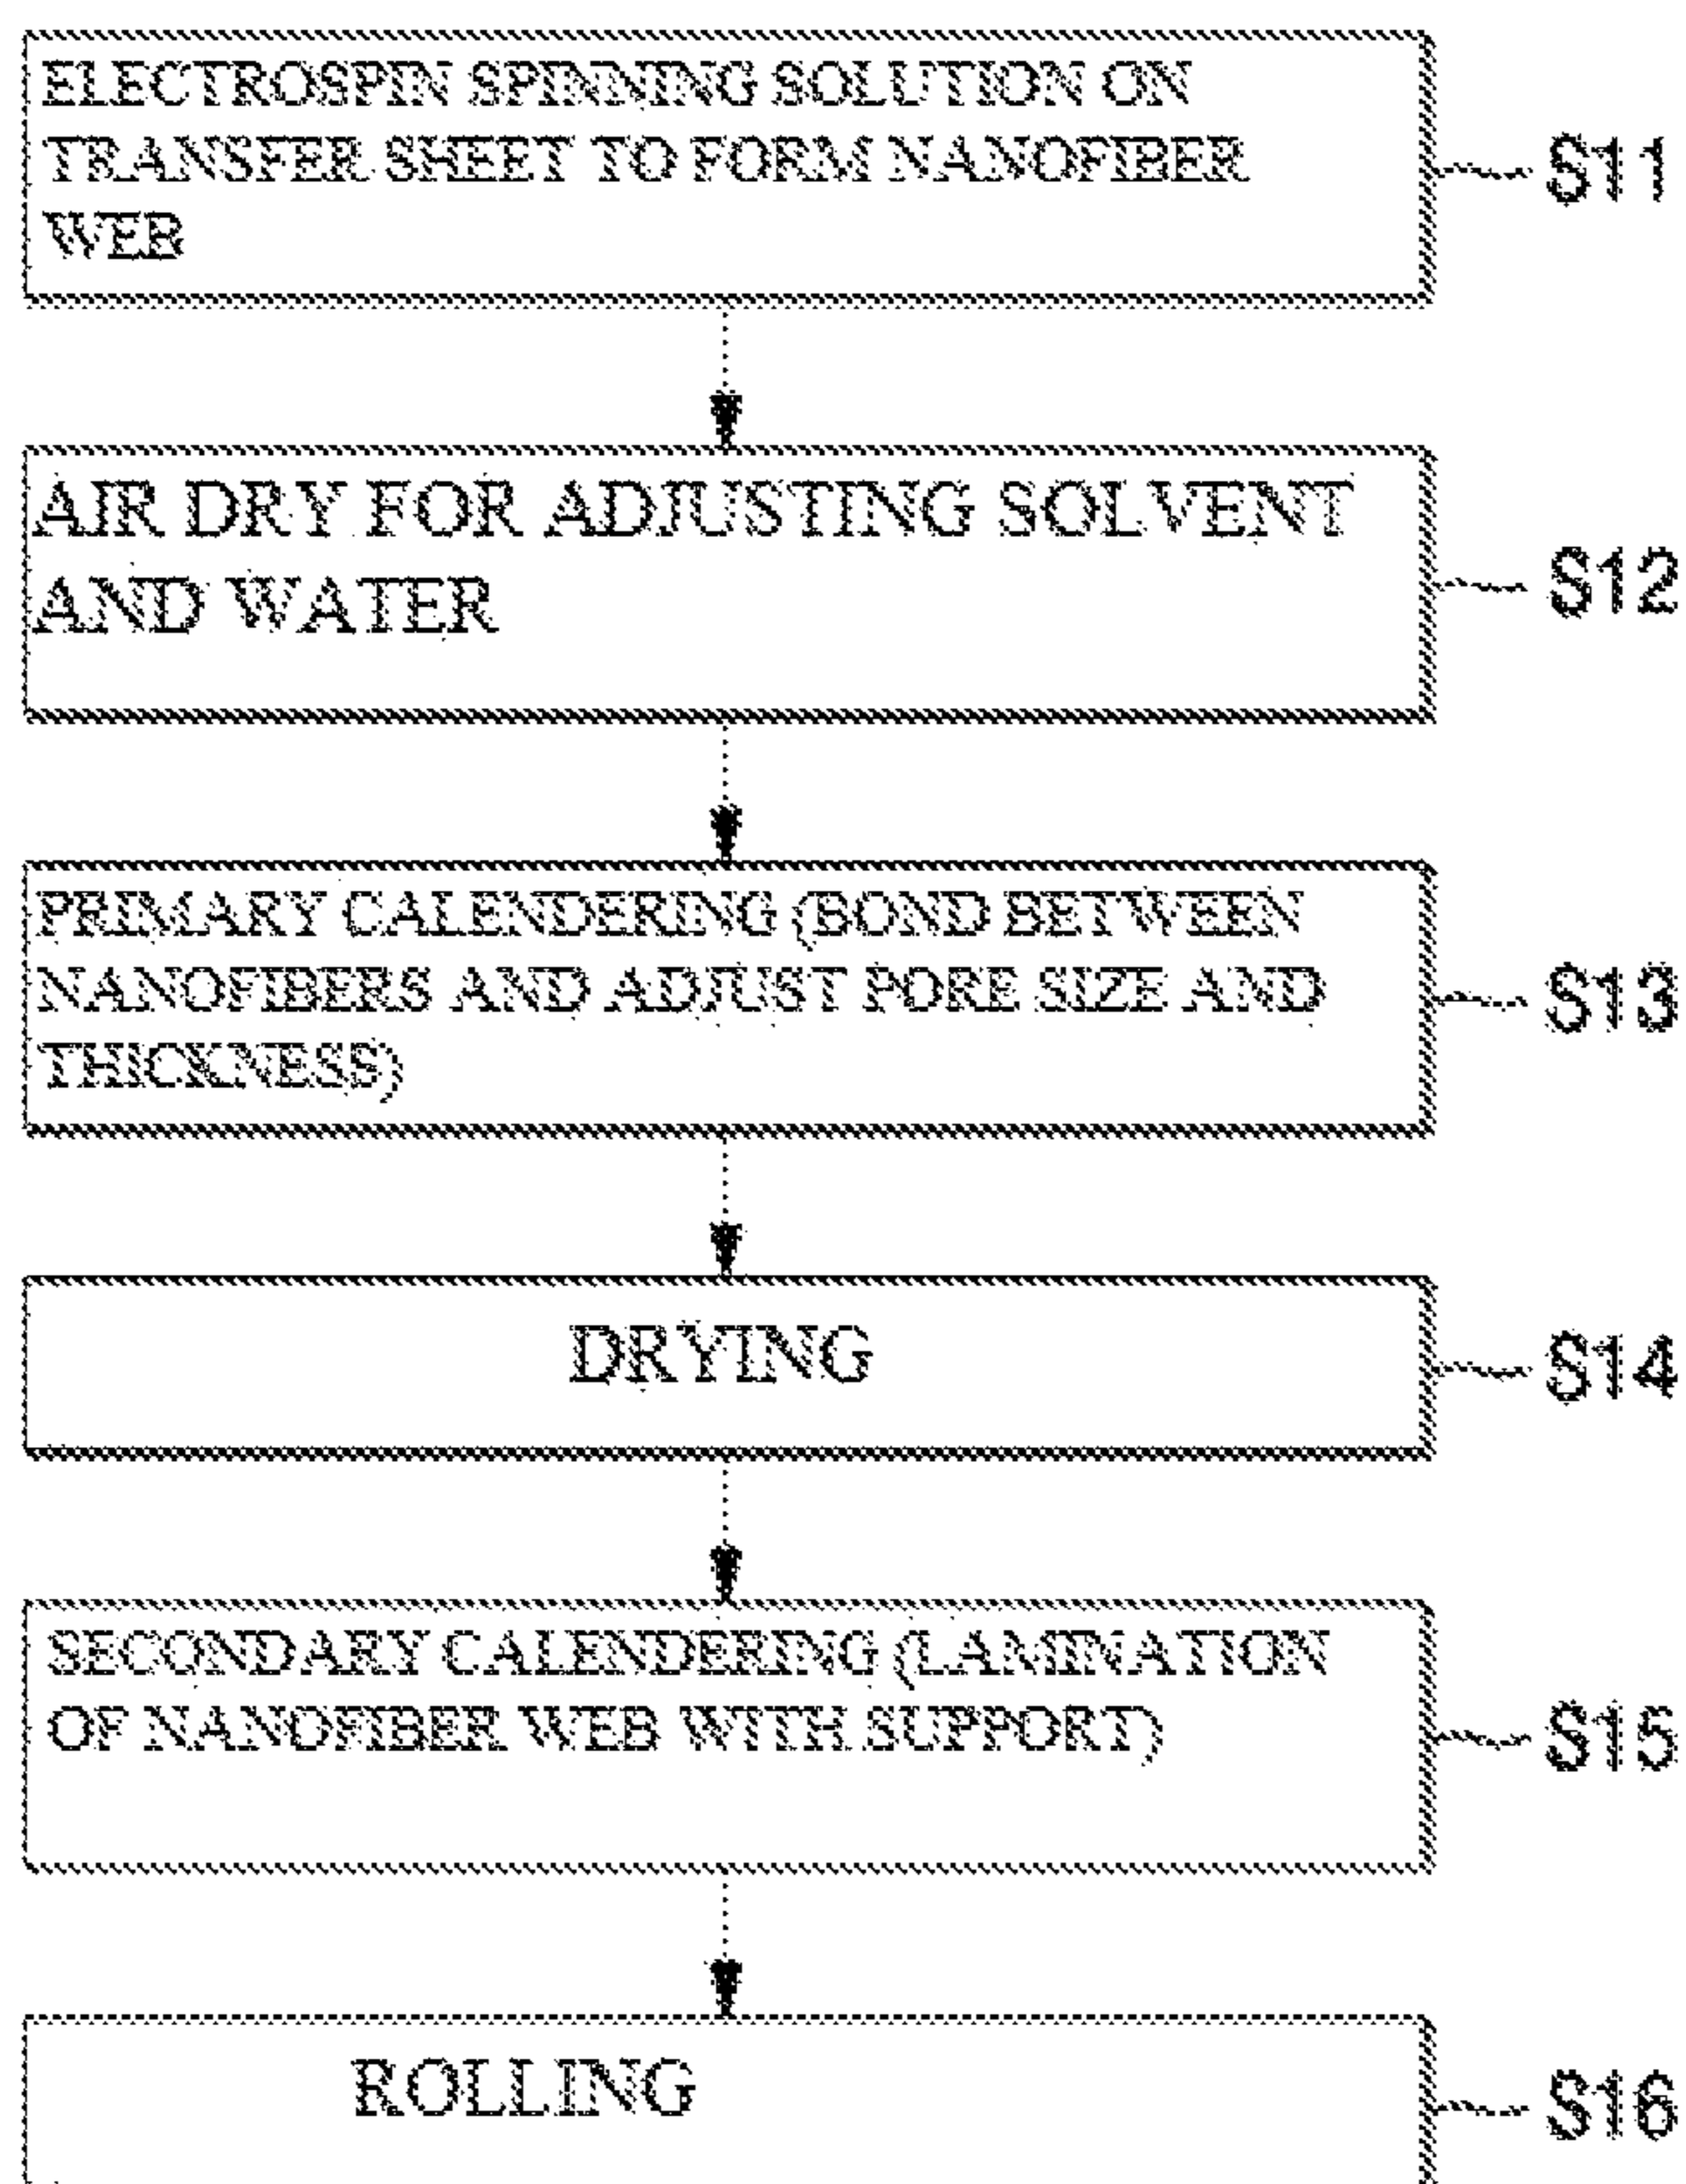 ELECTROSPIN SPINNING SOLUTION ON
TRANSFER SHEET TO FORM NANOFIBER
WEB
S11
AIR DRY FOR ADJUSTING SOLVENT
AND WATER
S12
PRIMARY CALENDERING (BOND BETWEEN
NANOFIBERS AND ADJUST PORE SIZE AND
THICKNESS)
S13
DRYING
S14
SECONDARY CALENDERING (LAMINATION
OF NANOFIBER WEB WITH SUPPORT)
S15
ROLLING
S16